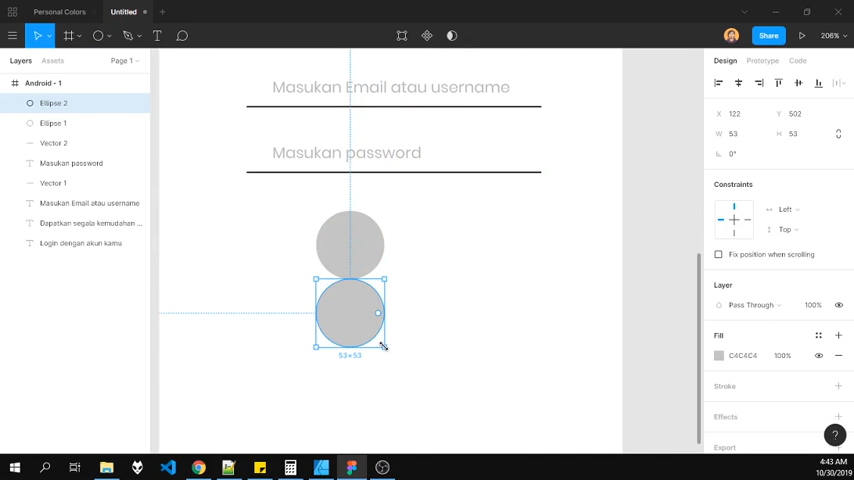 Personal Colors
Untitled
Share
206%
Layers
Assets
Page 1
Design
Prototype
Code
Android - 1
Ellipse 2
Ellipse 1
Vector 2
Masukan password
Vector 1
Masukan Email atau username
Dapatkan segala kemudahan ...
Login dengan akun kamu
Masukan Email atau username
Masukan password
53×53
X 122 Y 502
W 53 H 53
0°
Constraints
Left
Top
Fix position when scrolling
Layer
Pass Through 100%
Fill
C4C4C4 100%
Stroke
Effects
Export
?
4:43 AM
10/30/2019